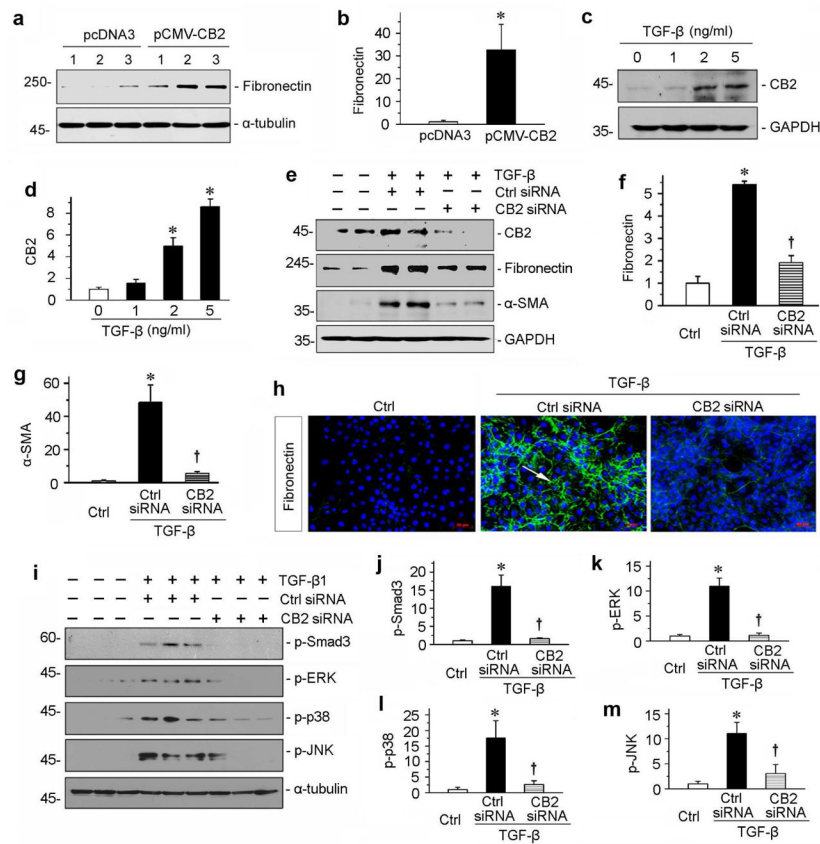 a
pcDNA3 pCMV-CB2
1 2 3 1 2 3
250-
- Fibronectin
45-
- α-tubulin
b
Fibronectin
50
40
30
20
10
0
*
pcDNA3 pCMV-CB2
c
TGF-β (ng/ml)
0 1 2 5
45-
- CB2
35-
- GAPDH
d
CB2
8
6
4
2
0
* *
0 1 2 5
TGF-β (ng/ml)
e
– – + + + + - TGF-β
– – + + – – Ctrl siRNA
– – – – + + CB2 siRNA
45-
- CB2
245-
- Fibronectin
35-
- α-SMA
35-
- GAPDH
f
Fibronectin
5
4
3
2
1
0
*
†
Ctrl
Ctrl siRNA
CB2 siRNA
TGF-β
g
α-SMA
60
40
20
0
*
†
Ctrl
Ctrl siRNA
CB2 siRNA
TGF-β
h
TGF-β
Ctrl
Ctrl siRNA
CB2 siRNA
Fibronectin
i
– – – + + + + + + TGF-β1
– – – + + + – – – Ctrl siRNA
– – – – – – + + + CB2 siRNA
60-
- p-Smad3
45-
- p-ERK
45-
- p-p38
45-
- p-JNK
45-
- α-tubulin
j
p-Smad3
20
15
10
5
0
*
†
Ctrl
Ctrl siRNA
CB2 siRNA
TGF-β
k
p-ERK
15
10
5
0
*
†
Ctrl
Ctrl siRNA
CB2 siRNA
TGF-β
l
p-p38
25
20
15
10
5
0
*
†
Ctrl
Ctrl siRNA
CB2 siRNA
TGF-β
m
p-JNK
15
10
5
0
*
†
Ctrl
Ctrl siRNA
CB2 siRNA
TGF-β